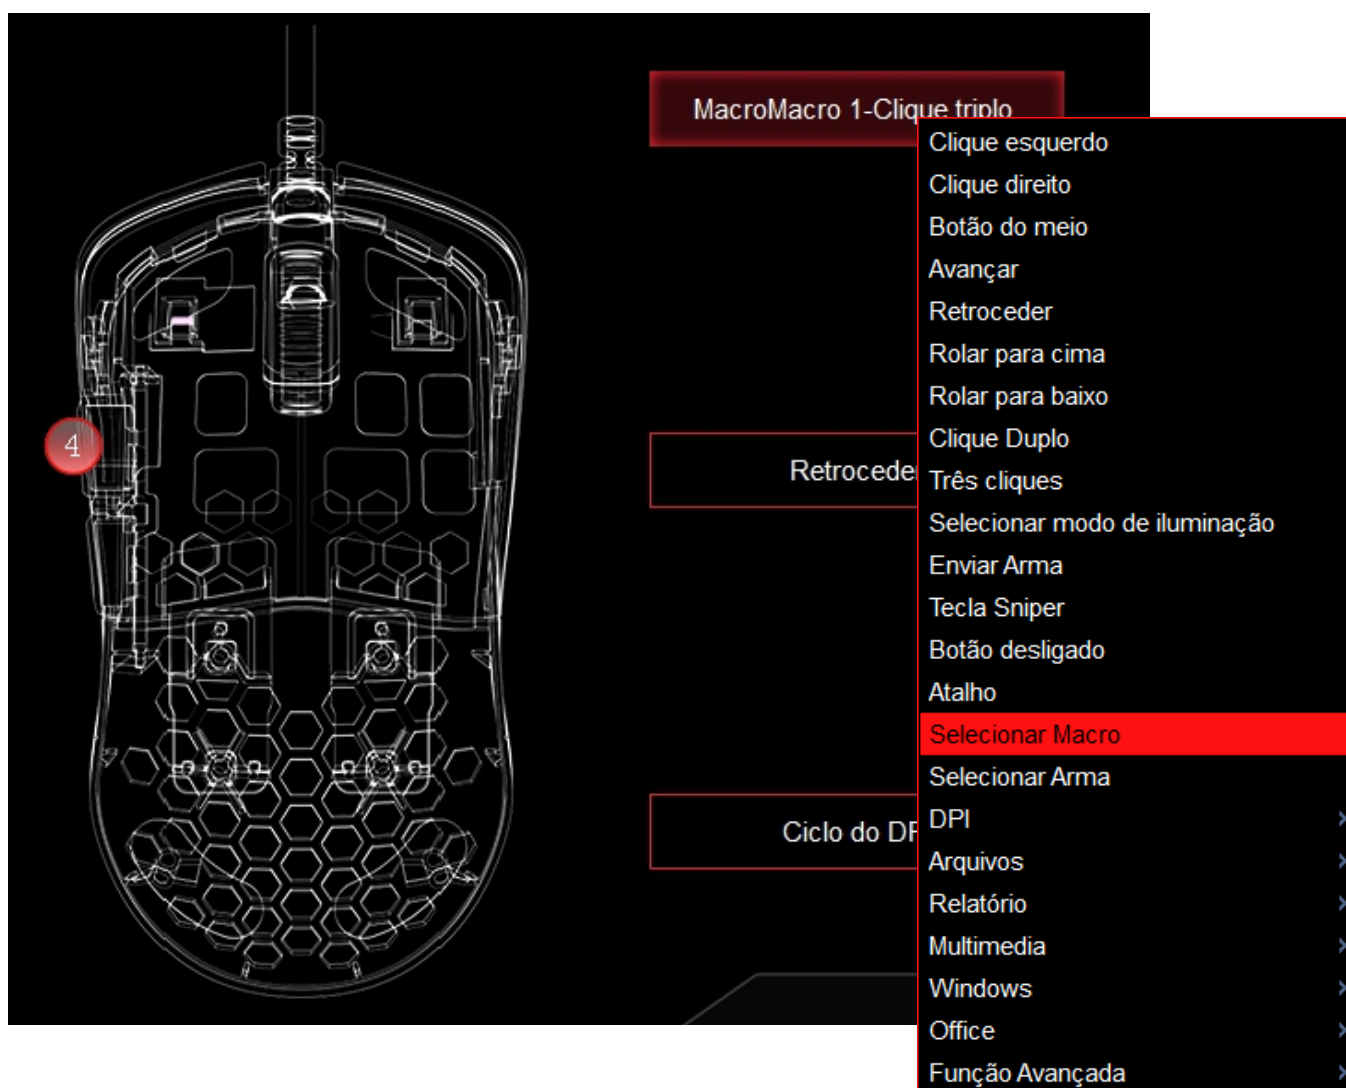 MacroMacro 1-Clique triplo
Clique esquerdo
Clique direito
Botão do meio
Avançar
Retroceder
Rolar para cima
Rolar para baixo
4
Clique Duplo
Retroceder
Três cliques
Selecionar modo de iluminação
Enviar Arma
Tecla Sniper
Botão desligado
Atalho
Selecionar Macro
Selecionar Arma
DPI
Ciclo do DP
Arquivos
Relatório
Multimedia
Windows
Office
Função Avançada